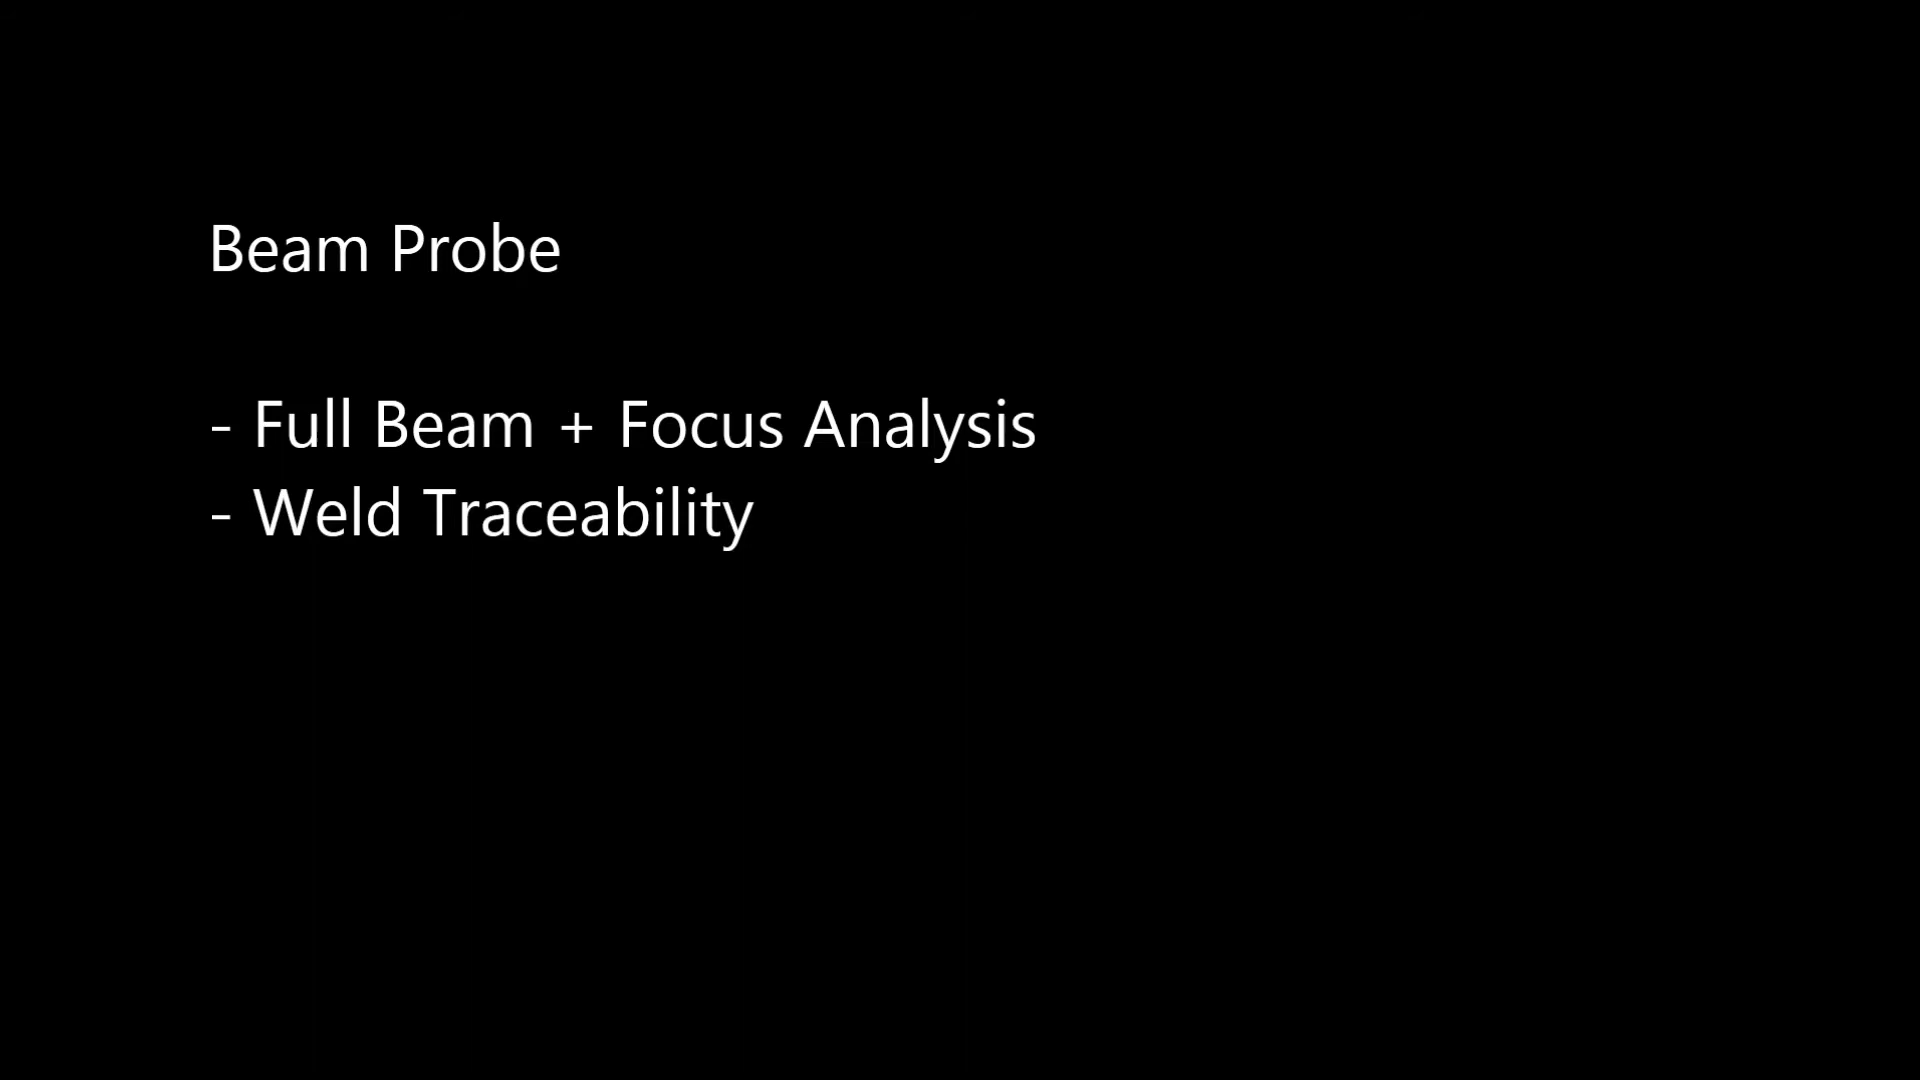 Beam Probe
- Full Beam + Focus Analysis
- Weld Traceability